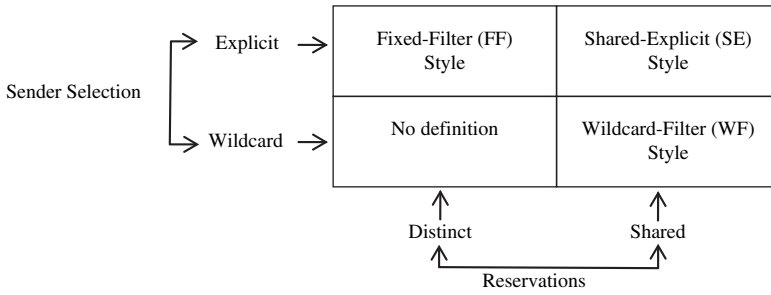 Explicit
Fixed-Filter (FF)
Style
Shared-Explicit (SE)
Style
Sender Selection
Wildcard
No definition
Wildcard-Filter (WF)
Style
Distinct
Shared
Reservations